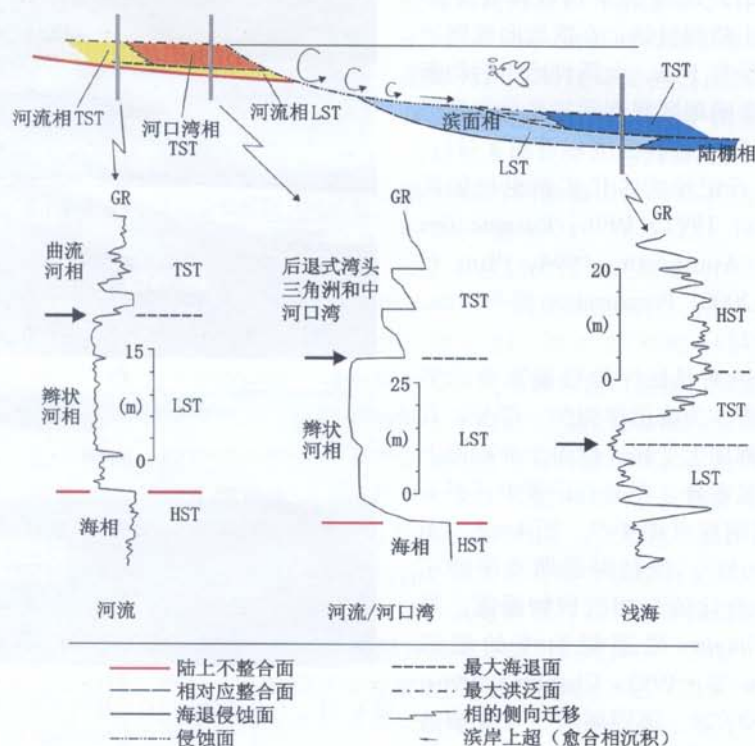 TST
河流相TST
河口湾相
TST
河流相LST
滨面相
LST
陆棚相
GR
曲流
河相
TST
15
(m)
辫状
河相
LST
0
海相
HST
河流
GR
后退式湾头
三角洲和中
河口湾
TST
25
(m)
辫状
河相
LST
0
海相
HST
河流/河口湾
GR
20
(m)
HST
0
TST
LST
浅海
陆上不整合面
最大海退面
相对应整合面
最大洪泛面
海退侵蚀面
相的侧向迁移
侵蚀面
滨岸上超（愈合相沉积）